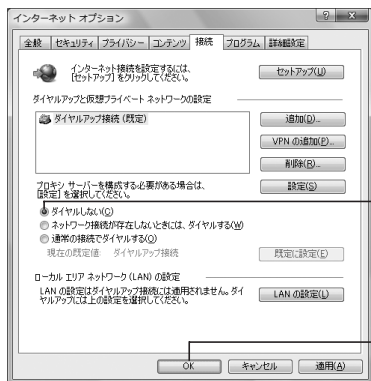 インターネット オプション
全般 セキュリティ プライバシー コンテンツ 接続 プログラム 詳細設定
インターネット接続を設定するには、
[セットアップ] をクリックしてください。
セットアップ(U)
ダイヤルアップと仮想プライベート ネットワークの設定
ダイヤルアップ接続 (既定)
追加(D)...
VPN の追加(P)...
削除(R)...
プロキシ サーバーを構成する必要がある場合は、
[設定] を選択してください。
設定(S)
ダイヤルしない(C)
ネットワーク接続が存在しないときには、ダイヤルする(W)
通常の接続でダイヤルする(O)
現在の既定値: ダイヤルアップ接続
既定に設定(E)
ローカル エリア ネットワーク (LAN) の設定
LAN の設定はダイヤルアップ接続には適用されません。ダイ
ヤルアップには上の設定を選択してください。
LAN の設定(L)
OK キャンセル 適用(A)